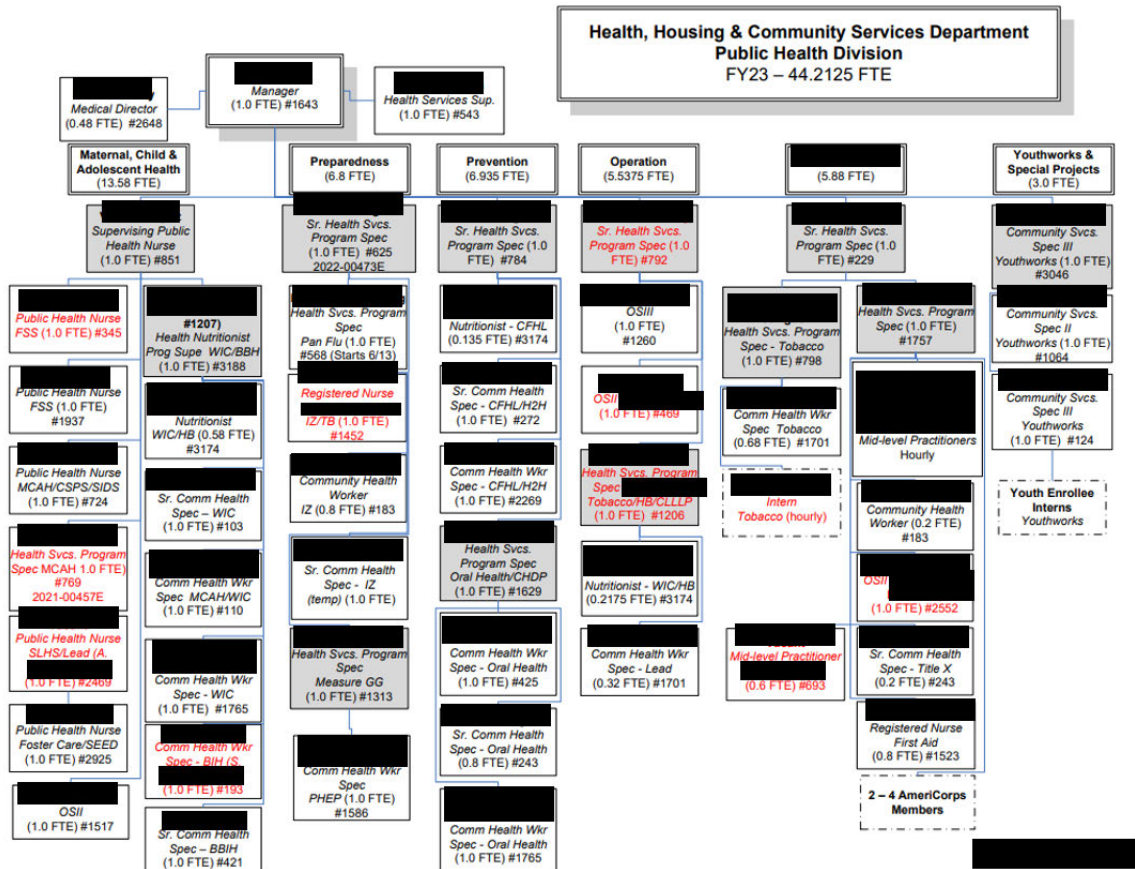 Health, Housing & Community Services Department
Public Health Division
FY23 – 44.2125 FTE
Manager
(1.0 FTE) #1643
Medical Director
(0.48 FTE) #2648
Health Services Sup.
(1.0 FTE) #543
Maternal, Child &
Adolescent Health
(13.58 FTE)
Preparedness
(6.8 FTE)
Prevention
(6.935 FTE)
Operation
(5.5375 FTE)
(5.88 FTE)
Youthworks &
Special Projects
(3.0 FTE)
Supervising Public
Health Nurse
(1.0 FTE) #851
Public Health Nurse
FSS (1.0 FTE) #345
Public Health Nurse
FSS (1.0 FTE)
#1937
Public Health Nurse
MCAH/CSPS/SIDS
(1.0 FTE) #724
Health Svcs. Program
Spec MCAH 1.0 FTE)
#769
2021-00457E
Public Health Nurse
SLHS/Lead (A.
(1.0 FTE) #2469
Public Health Nurse
Foster Care/SEED
(1.0 FTE) #2925
OSII
(1.0 FTE) #1517
#1207)
Health Nutritionist
Prog Supe WIC/BBH
(1.0 FTE) #3188
Nutritionist
WIC/HB (0.58 FTE)
#3174
Sr. Comm Health
Spec – WIC
(1.0 FTE) #103
Comm Health Wkr
Spec MCAH/WIC
(1.0 FTE) #110
Comm Health Wkr
Spec - WIC
(1.0 FTE) #1765
Comm Health Wkr
Spec - BIH (S.
(1.0 FTE) #193
Sr. Comm Health
Spec – BBIH
(1.0 FTE) #421
Sr. Health Svcs.
Program Spec
(1.0 FTE) #625
2022-00473E
Health Svcs. Program
Spec
Pan Flu (1.0 FTE)
#568 (Starts 6/13)
Registered Nurse
IZ/TB (1.0 FTE)
#1452
Community Health
Worker
IZ (0.8 FTE) #183
Sr. Comm Health
Spec - IZ
(temp) (1.0 FTE)
Health Svcs. Program
Spec
Measure GG
(1.0 FTE) #1313
Comm Health Wkr
Spec
PHEP (1.0 FTE)
#1586
Sr. Health Svcs.
Program Spec (1.0
FTE) #784
Nutritionist - CFHL
(0.135 FTE) #3174
Sr. Comm Health
Spec - CFHL/H2H
(1.0 FTE) #272
Comm Health Wkr
Spec - CFHL/H2H
(1.0 FTE) #2269
Health Svcs.
Program Spec
Oral Health/CHDP
(1.0 FTE) #1629
Comm Health Wkr
Spec - Oral Health
(1.0 FTE) #425
Sr. Comm Health
Spec - Oral Health
(0.8 FTE) #243
Comm Health Wkr
Spec - Oral Health
(1.0 FTE) #1765
Sr. Health Svcs.
Program Spec (1.0
FTE) #792
OSIII
(1.0 FTE)
#1260
OSII
(1.0 FTE) #469
Health Svcs. Program
Spec
Tobacco/HB/CLLLP
(1.0 FTE) #1206
Nutritionist - WIC/HB
(0.2175 FTE) #3174
Comm Health Wkr
Spec - Lead
(0.32 FTE) #1701
Sr. Health Svcs.
Program Spec (1.0
FTE) #229
Health Svcs. Program
Spec - Tobacco
(1.0 FTE) #798
Comm Health Wkr
Spec Tobacco
(0.68 FTE) #1701
Intern
Tobacco (hourly)
Mid-level Practitioner
(0.6 FTE) #693
Health Svcs. Program
Spec (1.0 FTE)
#1757
Mid-level Practitioners
Hourly
Community Health
Worker (0.2 FTE)
#183
OSII
(1.0 FTE) #2552
Sr. Comm Health
Spec - Title X
(0.2 FTE) #243
Registered Nurse
First Aid
(0.8 FTE) #1523
2 – 4 AmeriCorps
Members
Community Svcs.
Spec III
Youthworks (1.0 FTE)
#3046
Community Svcs.
Spec II
Youthworks (1.0 FTE)
#1064
Community Svcs.
Spec III
Youthworks
(1.0 FTE) #124
Youth Enrollee
Interns
Youthworks